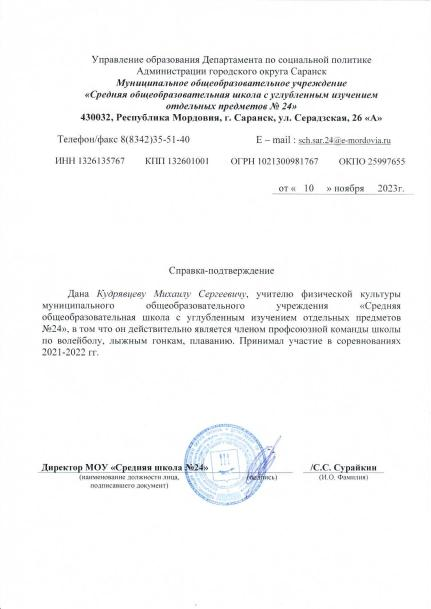 Управление образования Департамента по социальной политике
Администрации городского округа Саранск
Муниципальное общеобразовательное учреждение
«Средняя общеобразовательная школа с углубленным изучением
отдельных предметов № 24»
430032, Республика Мордовия, г. Саранск, ул. Серадзская, 26 «А»
Телефон/факс 8(8342)35-51-40 E – mail : sch.sar.24@e-mordovia.ru
ИНН 1326135767 КПП 132601001 ОГРН 1021300981767 ОКПО 25997655
от « 10 » ноября 2023г.
Справка-подтверждение
Дана Кудрявцеву Михаилу Сергеевичу, учителю физической культуры
муниципального общеобразовательного учреждения «Средняя
общеобразовательная школа с углубленным изучением отдельных предметов
№24», в том что он действительно является членом профсоюзной команды школы
по волейболу, лыжным гонкам, плаванию. Принимал участие в соревнованиях
2021-2022 гг.
Директор МОУ «Средняя школа №24» /С.С. Сурайкин
(наименование должности лица, (подпись) (И.О. Фамилия)
подписавшего документ)